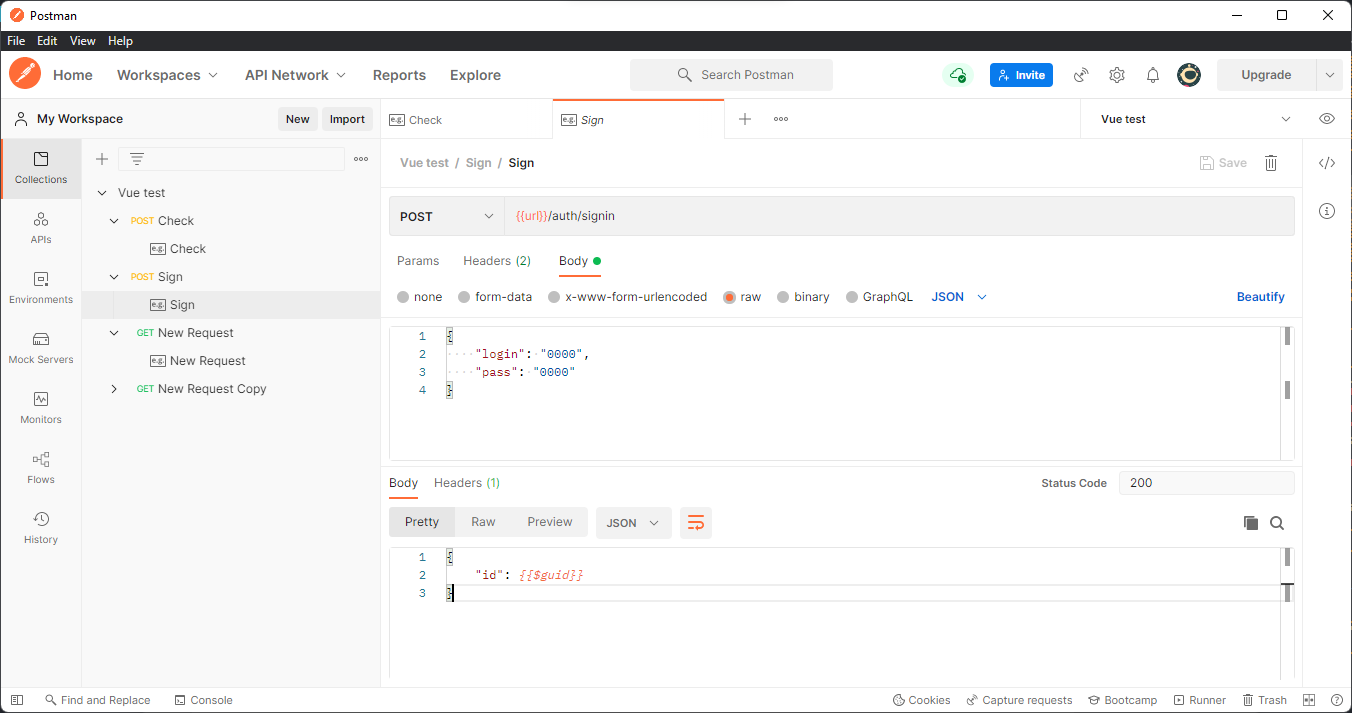 Postman
File Edit View Help
Home Workspaces API Network Reports Explore Search Postman Invite Upgrade
My Workspace New Import
Check Sign Vue test
Collections
APIs
Environments
Mock Servers
Monitors
Flows
History
Vue test
POST Check
e.g. Check
POST Sign
e.g. Sign
GET New Request
e.g. New Request
GET New Request Copy
Vue test / Sign / Sign Save
POST {{url}}/auth/signin
Params Headers (2) Body
none form-data x-www-form-urlencoded raw binary GraphQL JSON Beautify
1 {
2 "login": "0000",
3 "pass": "0000"
4 }
Body Headers (1) Status Code 200
Pretty Raw Preview JSON
1 {
2 "id": {{$guid}}
3 }
Find and Replace Console Cookies Capture requests Bootcamp Runner Trash